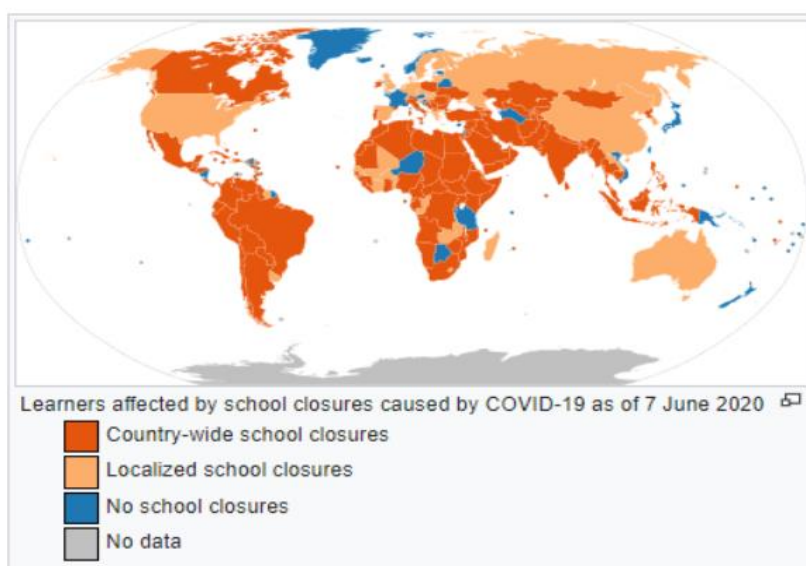 Learners affected by school closures caused by COVID-19 as of 7 June 2020
Country-wide school closures
Localized school closures
No school closures
No data